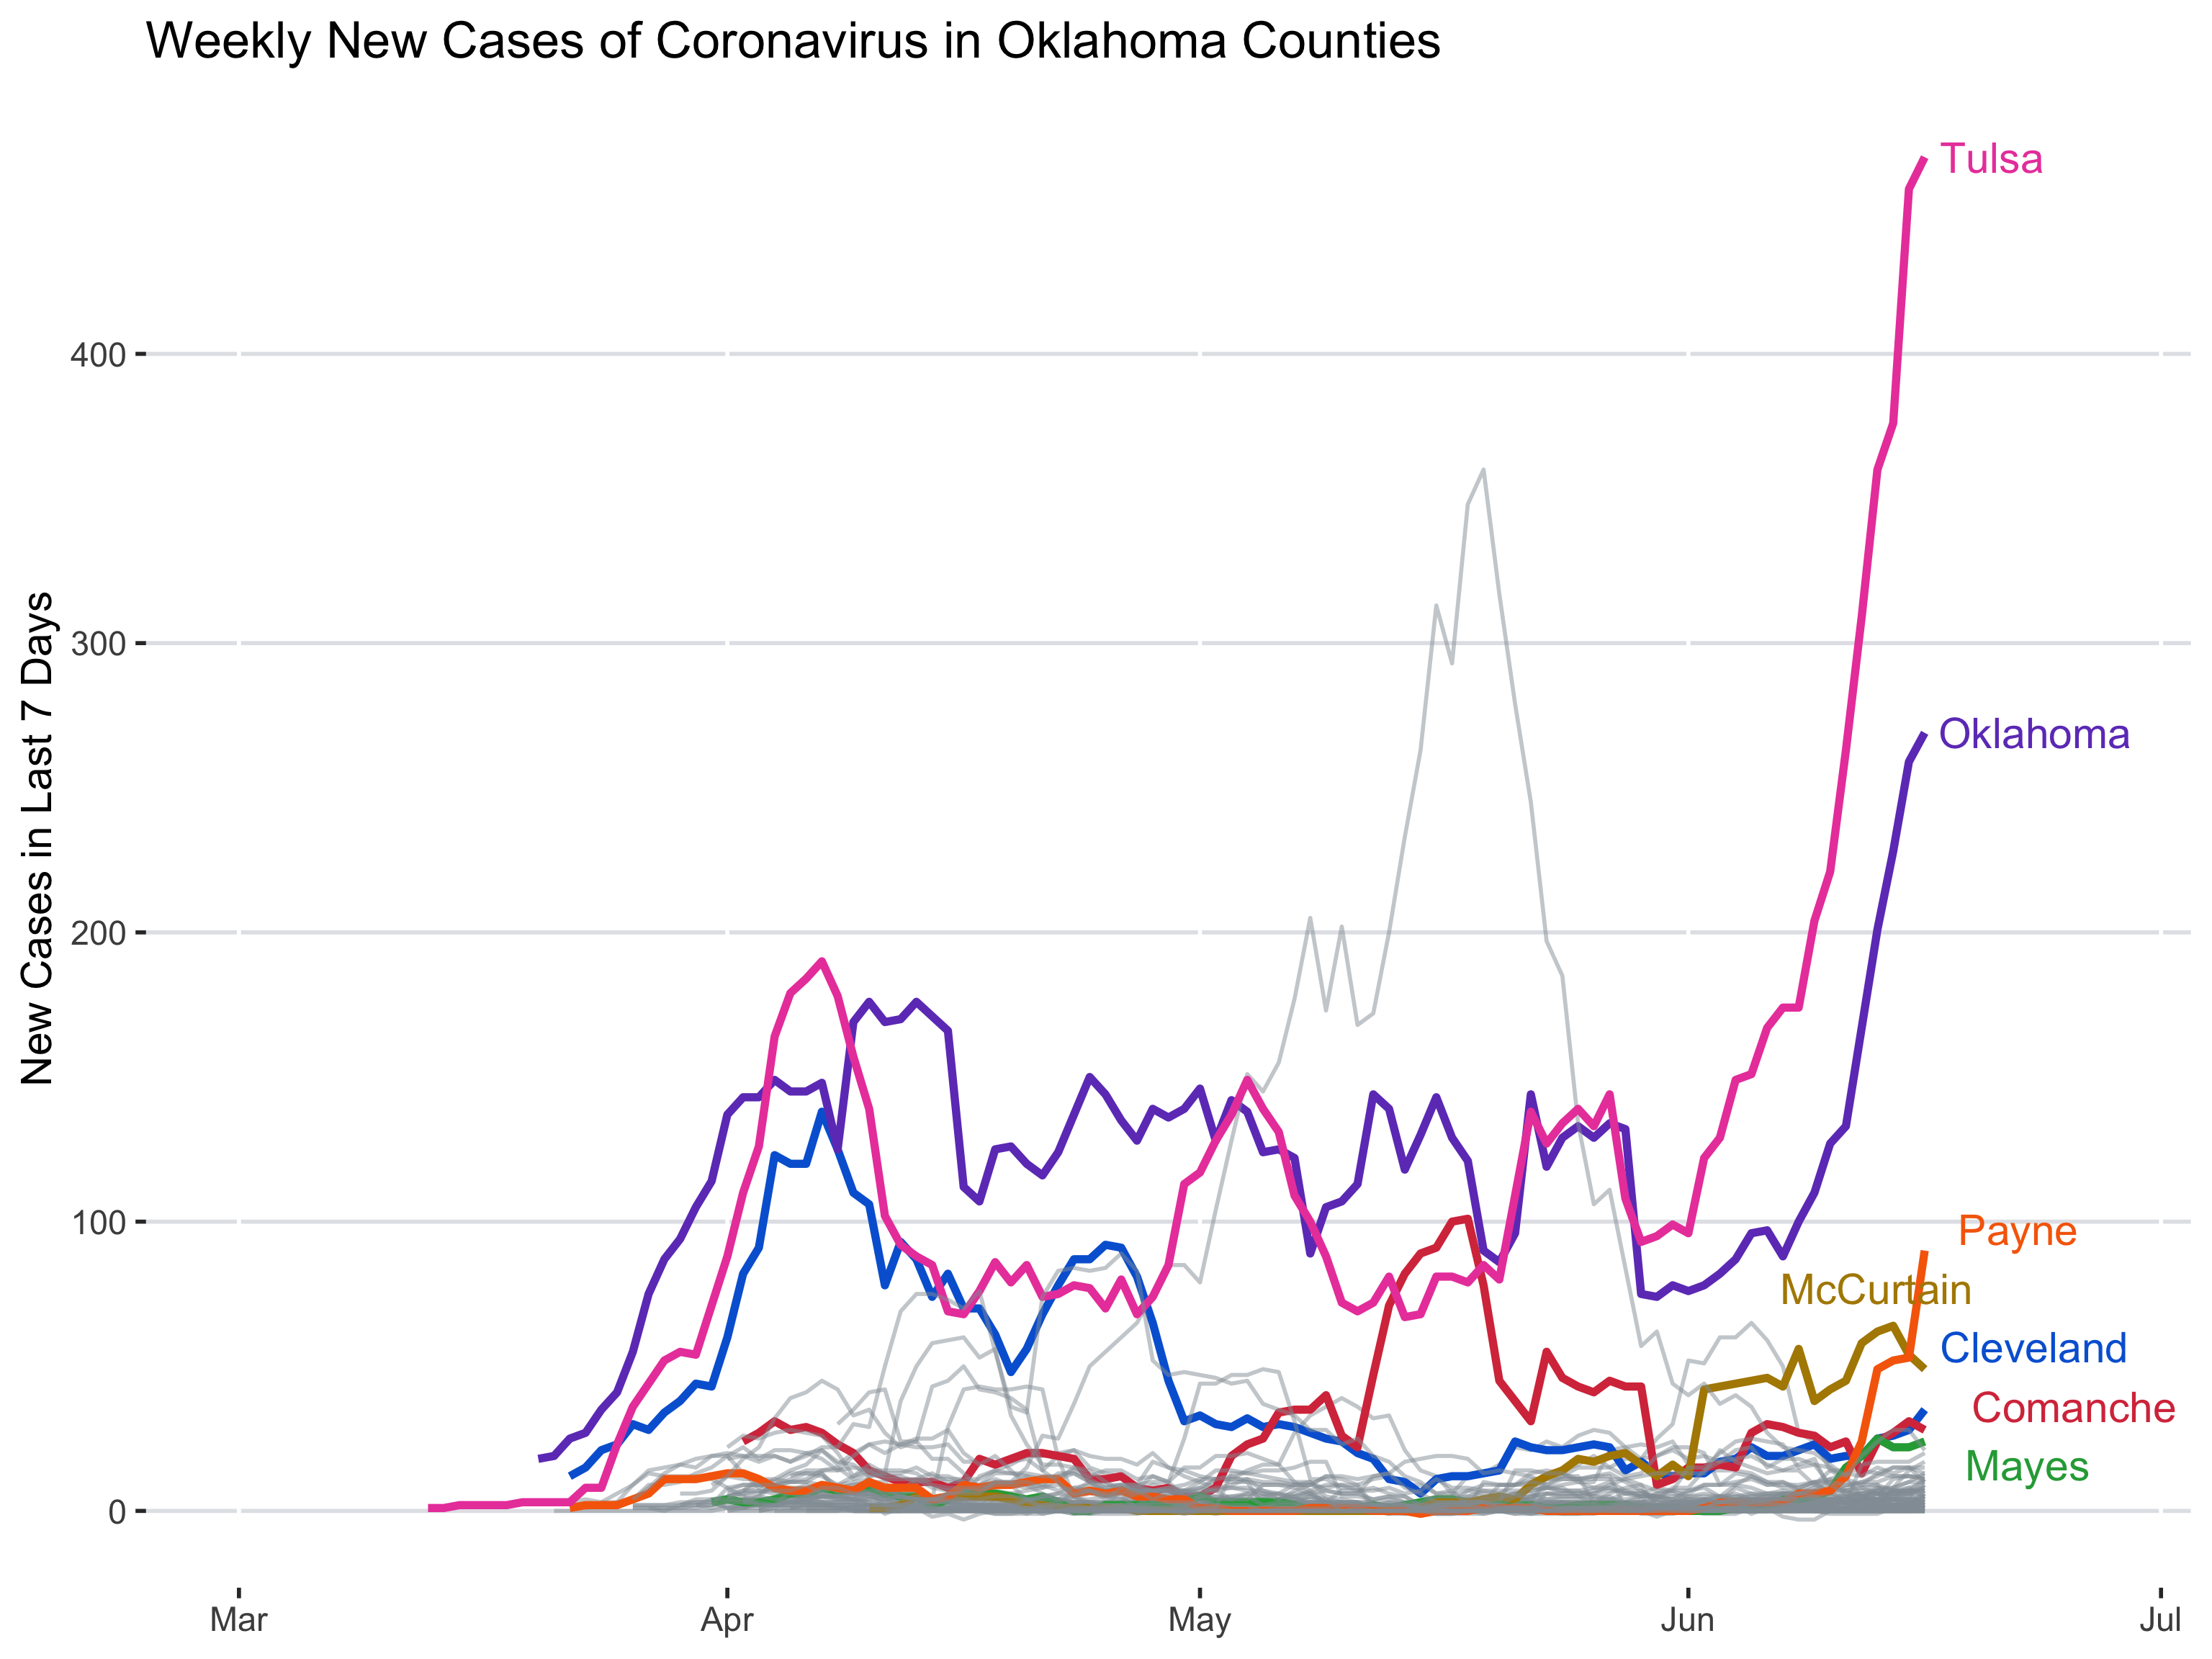 Weekly New Cases of Coronavirus in Oklahoma Counties
New Cases in Last 7 Days
400
300
200
100
0
Mar
Apr
May
Jun
Jul
Tulsa
Oklahoma
Payne
McCurtain
Cleveland
Comanche
Mayes